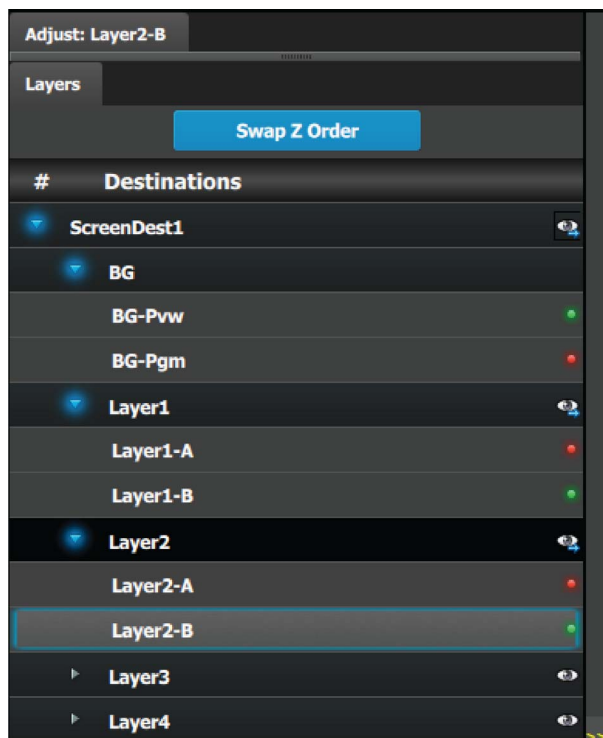 Adjust: Layer2-B
Layers
Swap Z Order
# Destinations
ScreenDest1
BG
BG-Pvw
BG-Pgm
Layer1
Layer1-A
Layer1-B
Layer2
Layer2-A
Layer2-B
Layer3
Layer4
>>